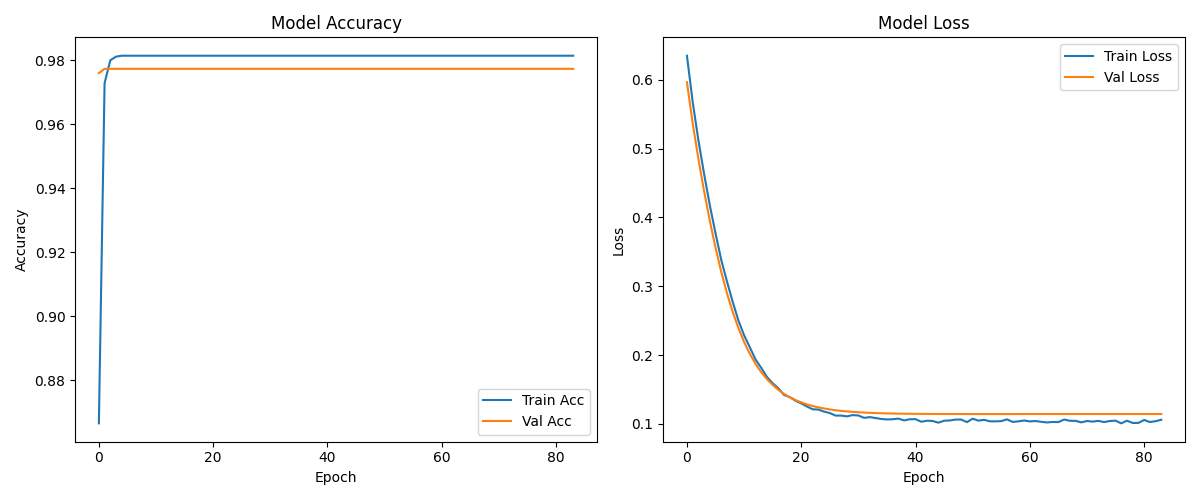 Model Accuracy
0.98
0.96
0.94
0.92
0.90
0.88
Accuracy
0 20 40 60 80
Epoch
Train Acc
Val Acc
Model Loss
0.6
0.5
0.4
0.3
0.2
0.1
Loss
0 20 40 60 80
Epoch
Train Loss
Val Loss